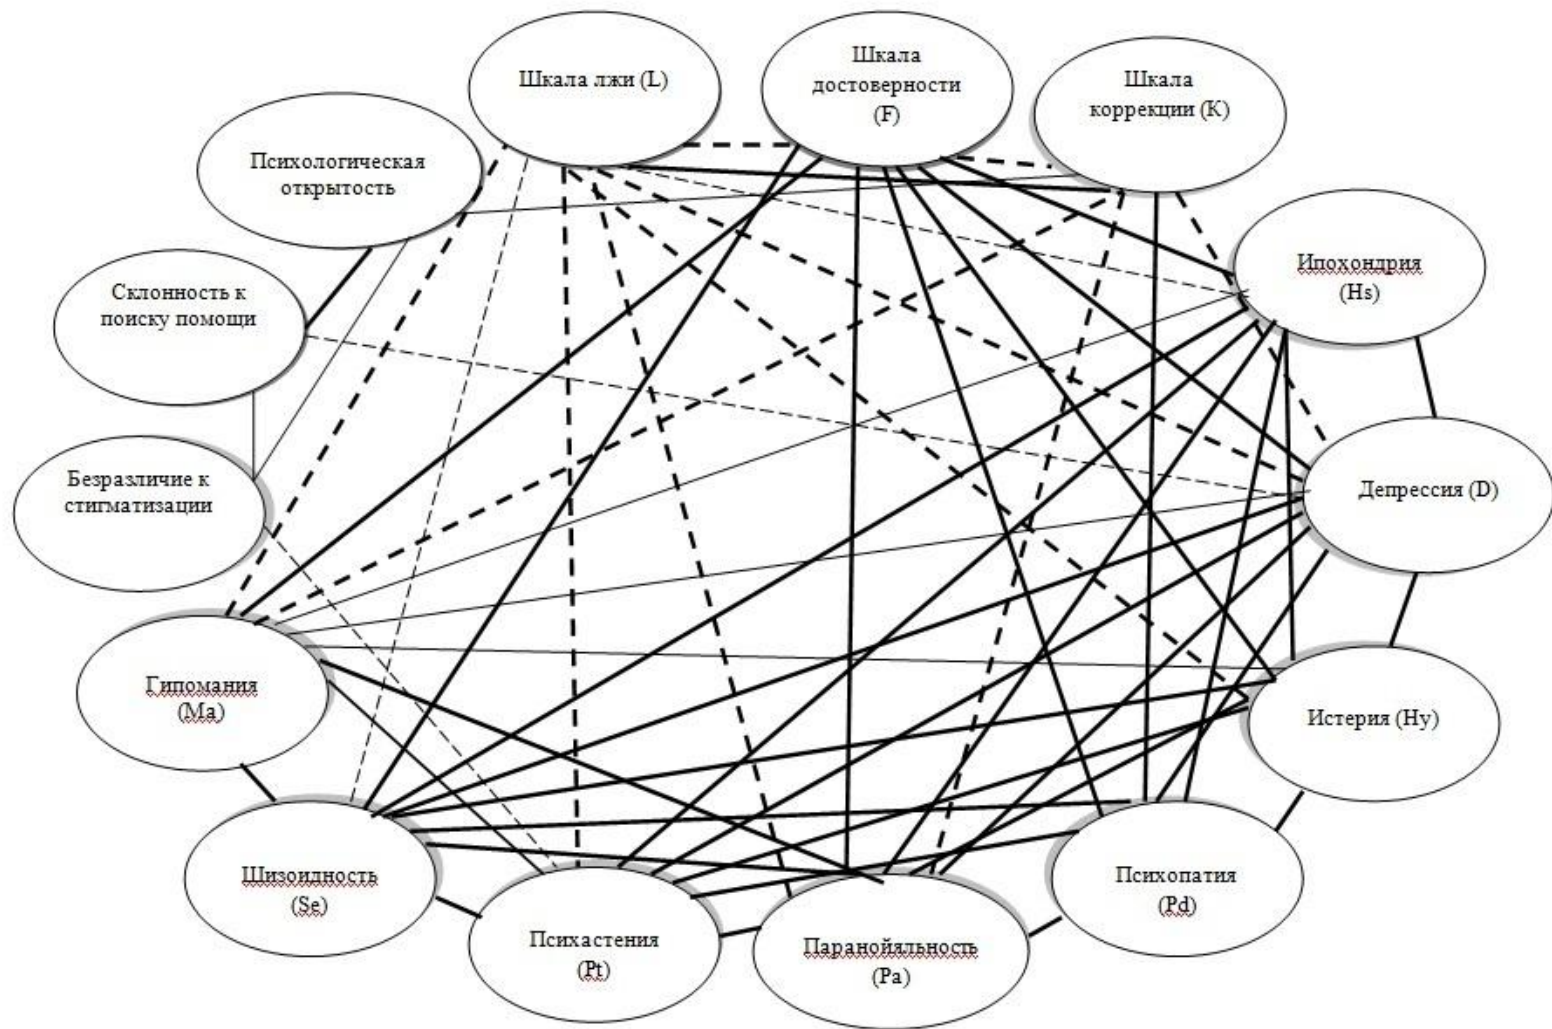 Шкала лжи (L)
Шкала
достоверности
(F)
Шкала
коррекции (K)
Психологическая
открытость
Ипохондрия
(Hs)
Склонность к
поиску помощи
Безразличие к
стигматизации
Депрессия (D)
Гипомания
(Ma)
Истерия (Hy)
Шизоидность
(Se)
Психастения
(Pt)
Паранойяльность
(Pa)
Психопатия
(Pd)